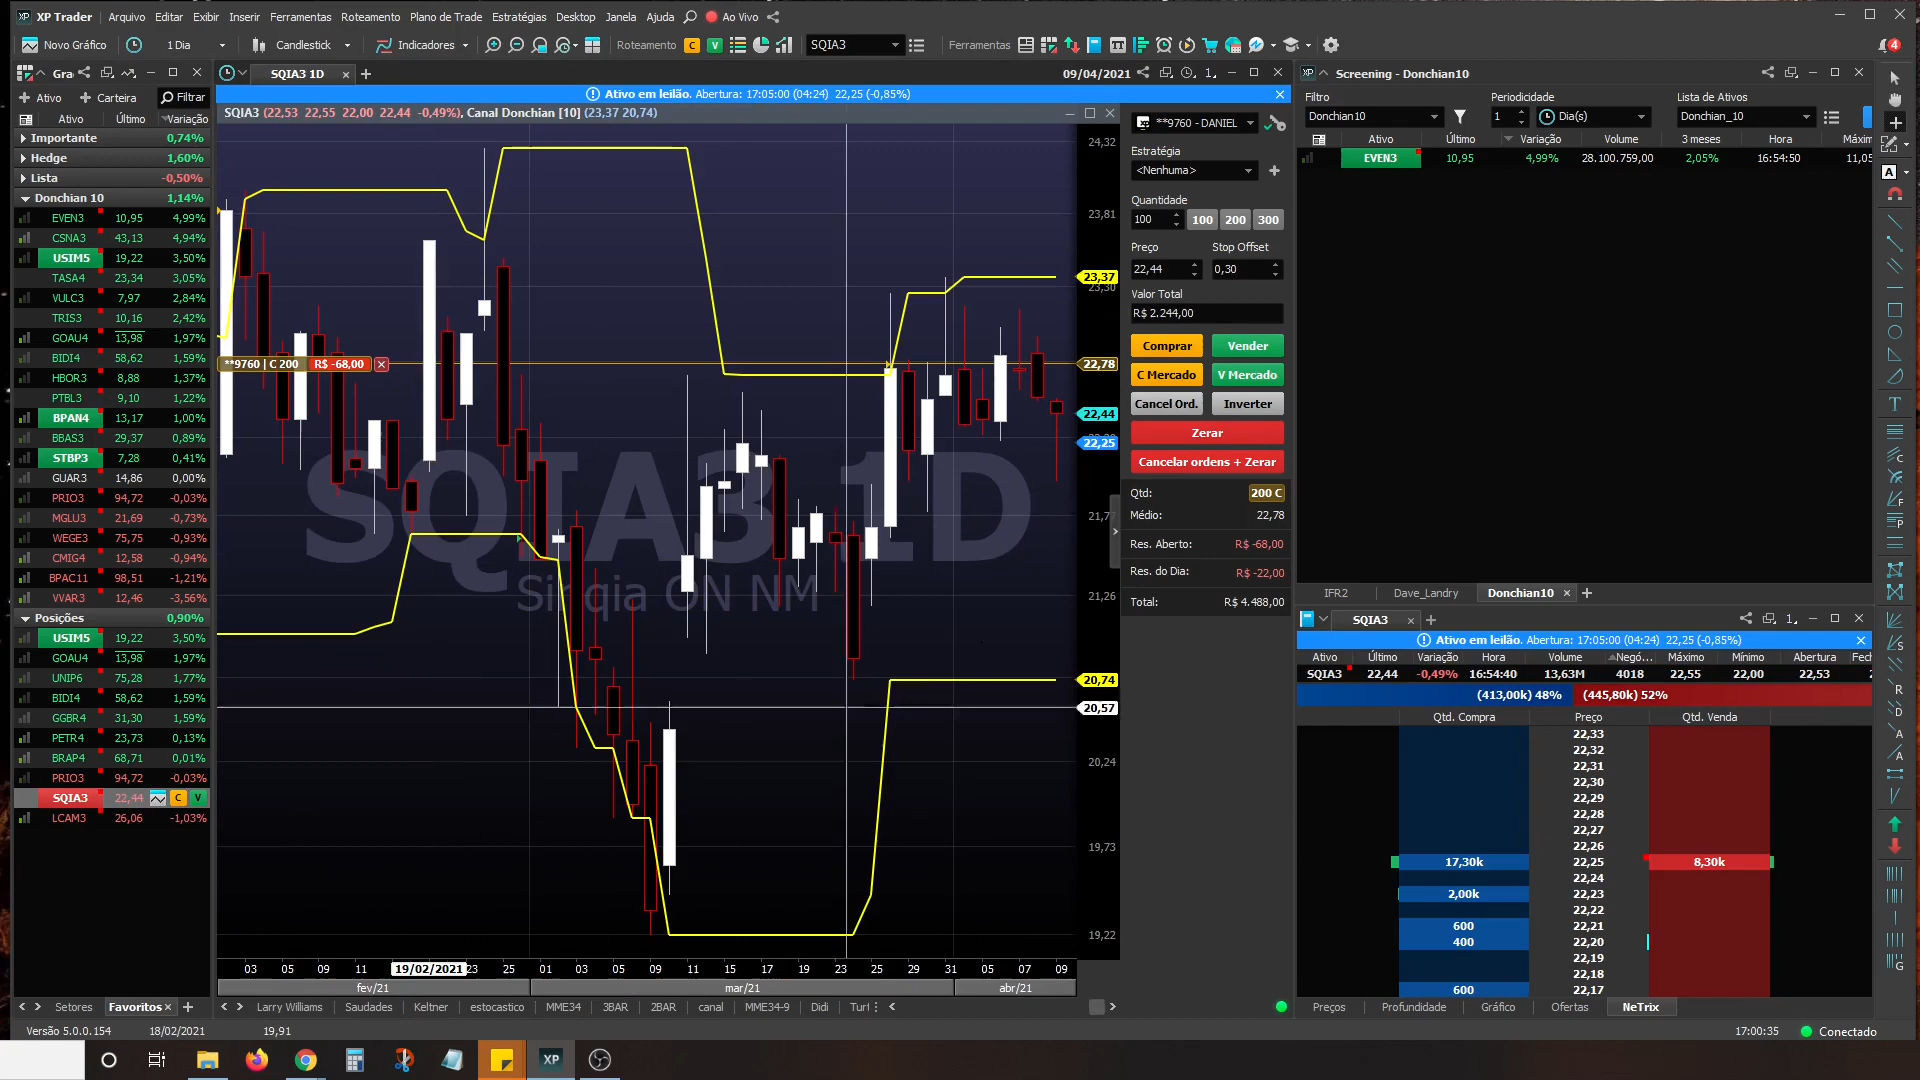 XP Trader Arquivo Editar Exibir Inserir Ferramentas Roteamento Plano de Trade Estratégias Desktop Janela Ajuda Ao Vivo
Novo Gráfico 1 Dia Candlestick Indicadores Roteamento C V SQIA3 Ferramentas 4
Gra
+ Ativo + Carteira Filtrar
Ativo Último Variação
Importante 0,74%
Hedge 1,60%
Lista -0,50%
Donchian 10 1,14%
EVEN3 10,95 4,99%
CSNA3 43,13 4,94%
USIM5 19,22 3,50%
TASA4 23,34 3,05%
VULC3 7,97 2,84%
TRIS3 10,16 2,42%
GOAU4 13,98 1,97%
BIDI4 58,62 1,59%
HBOR3 8,88 1,37%
PTBL3 9,10 1,22%
BPAN4 13,17 1,00%
BBAS3 29,37 0,89%
STBP3 7,28 0,41%
GUAR3 14,86 0,00%
PRIO3 94,72 -0,03%
MGLU3 21,69 -0,73%
WEGE3 75,75 -0,93%
CMIG4 12,58 -0,94%
BPAC11 98,51 -1,21%
VVAR3 12,46 -3,56%
Posições 0,90%
USIM5 19,22 3,50%
GOAU4 13,98 1,97%
UNIP6 75,28 1,77%
BIDI4 58,62 1,59%
GGBR4 31,30 1,59%
PETR4 23,73 0,13%
BRAP4 68,71 0,01%
PRIO3 94,72 -0,03%
SQIA3 22,44 C V
LCAM3 26,06 -1,03%
Setores Favoritos
SQIA3 1D 09/04/2021 1
Ativo em leilão. Abertura: 17:05:00 (04:24) 22,25 (-0,85%)
SQIA3 (22,53 22,55 22,00 22,44 -0,49%), Canal Donchian [10] (23,37 20,74)
24,32
23,81
23,37
23,30
**9760 | C 200 R$ -68,00 22,78
22,44
22,25
21,26
20,74
20,57
20,24
19,73
19,22
SQIA3 1D
03 05 09 11 19/02/2021 23 25 01 03 05 09 11 15 17 19 23 25 29 31 05 07 09
fev/21 mar/21 abr/21
Larry Williams Saudades Keltner estocastico MME34 3BAR 2BAR canal MME34-9 Didi
**9760 - DANIEL
Estratégia
<Nenhuma>
Quantidade
100 100 200 300
Preço Stop Offset
22,44 0,30
Valor Total
R$ 2.244,00
Comprar Vender
C Mercado V Mercado
Cancel Ord. Inverter
Zerar
Cancelar ordens + Zerar
Qtd: 200 C
Médio: 22,78
Res. Aberto: R$ -68,00
Res. do Dia: R$ -22,00
Total: R$ 4.488,00
XP Screening - Donchian10
Filtro Periodicidade Lista de Ativos
Donchian10 1 Dia(s) Donchian_10
Ativo Último Variação Volume 3 meses Hora Máxim
EVEN3 10,95 4,99% 28.100.759,00 2,05% 16:54:50 11,05
IFR2 Dave_Landry Donchian10
SQIA3 1
Ativo em leilão. Abertura: 17:05:00 (04:24) 22,25 (-0,85%)
Ativo Último Variação Hora Volume Negó... Máximo Mínimo Abertura Fech
SQIA3 22,44 -0,49% 16:54:40 13,63M 4018 22,55 22,00 22,53
(413,00k) 48% (445,80k) 52%
Qtd. Compra Preço Qtd. Venda
22,33
22,32
22,31
22,30
22,29
22,28
22,27
22,26
17,30k 22,25 8,30k
22,24
2,00k 22,23
22,22
600 22,21
400 22,20
22,19
22,18
600 22,17
Preços Profundidade Gráfico Ofertas NeTrix
Versão 5.0.0.154 18/02/2021 19,91 17:00:35 Conectado
XP